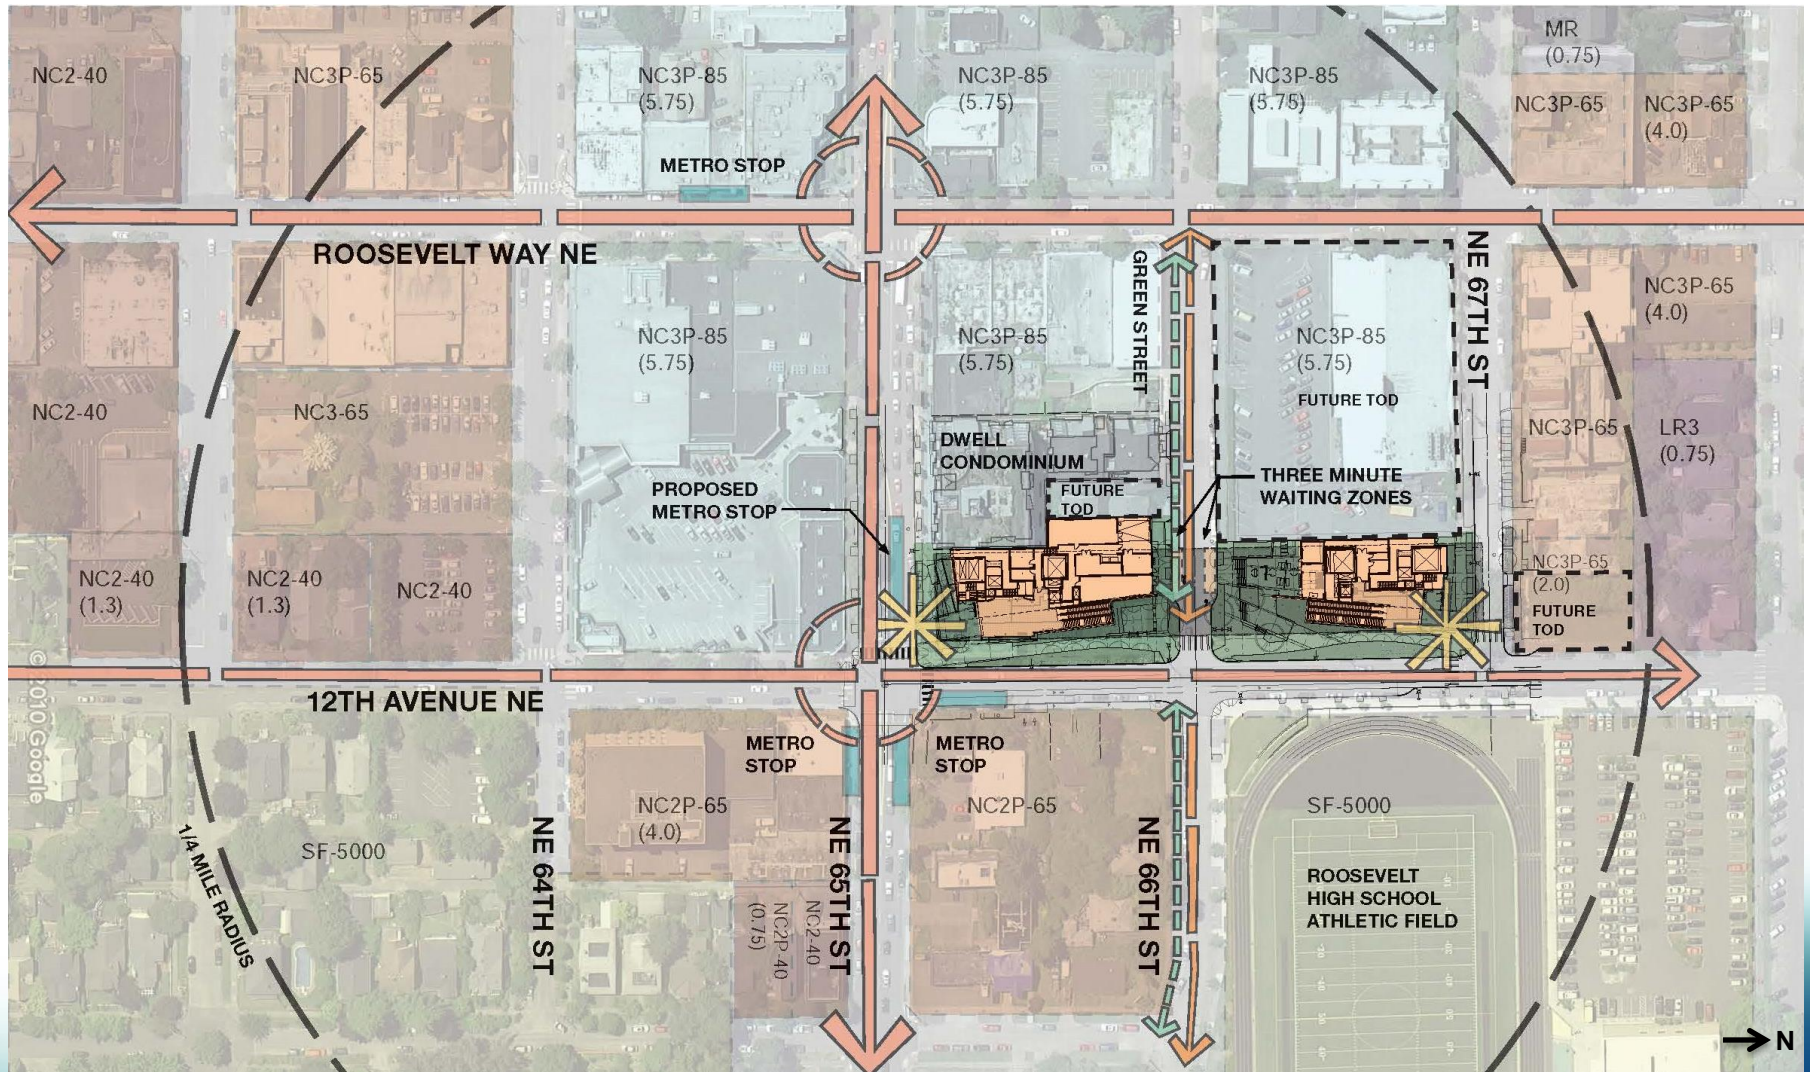 NC2-40
NC3P-65
NC3P-85
(5.75)
NC3P-85
(5.75)
NC3P-85
(5.75)
MR
(0.75)
NC3P-65
NC3P-65
(4.0)
METRO STOP
ROOSEVELT WAY NE
GREEN STREET
NE 67TH ST
NC3P-65
(4.0)
NC2-40
NC3-65
NC3P-85
(5.75)
NC3P-85
(5.75)
NC3P-85
(5.75)
FUTURE TOD
NC3P-65
LR3
(0.75)
DWELL
CONDOMINIUM
PROPOSED
METRO STOP
FUTURE
TOD
THREE MINUTE
WAITING ZONES
NC2-40
(1.3)
NC2-40
(1.3)
NC2-40
NC3P-65
(2.0)
FUTURE
TOD
©2010 Google
12TH AVENUE NE
METRO
STOP
METRO
STOP
NC2P-65
(4.0)
NC2P-65
SF-5000
SF-5000
1/4 MILE RADIUS
NE 64TH ST
NC2P-40
(0.75)
NC2-40
NE 65TH ST
NE 66TH ST
ROOSEVELT
HIGH SCHOOL
ATHLETIC FIELD
N